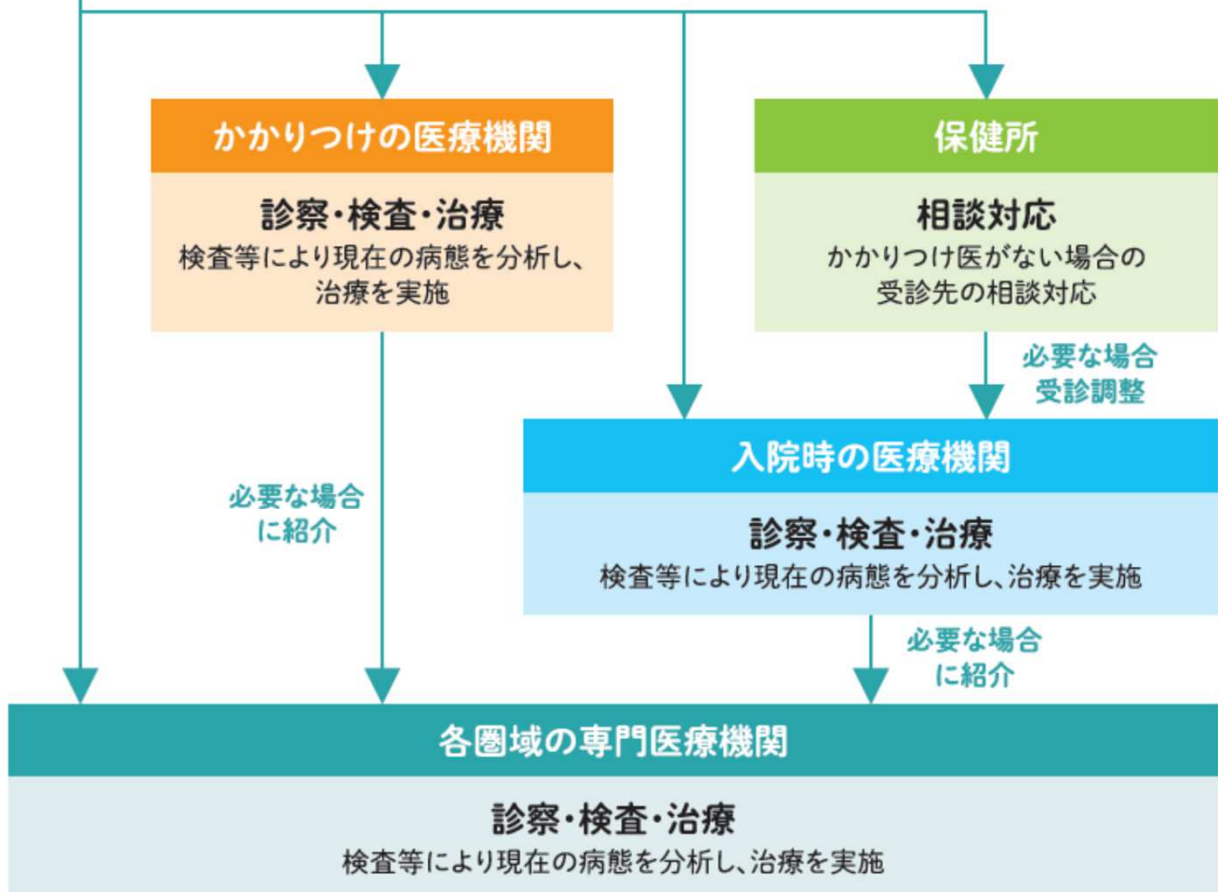 かかりつけの医療機関
診察・検査・治療
検査等により現在の病態を分析し、
治療を実施
保健所
相談対応
かかりつけ医がない場合の
受診先の相談対応
必要な場合
受診調整
入院時の医療機関
診察・検査・治療
検査等により現在の病態を分析し、治療を実施
必要な場合
に紹介
必要な場合
に紹介
各圏域の専門医療機関
診察・検査・治療
検査等により現在の病態を分析し、治療を実施